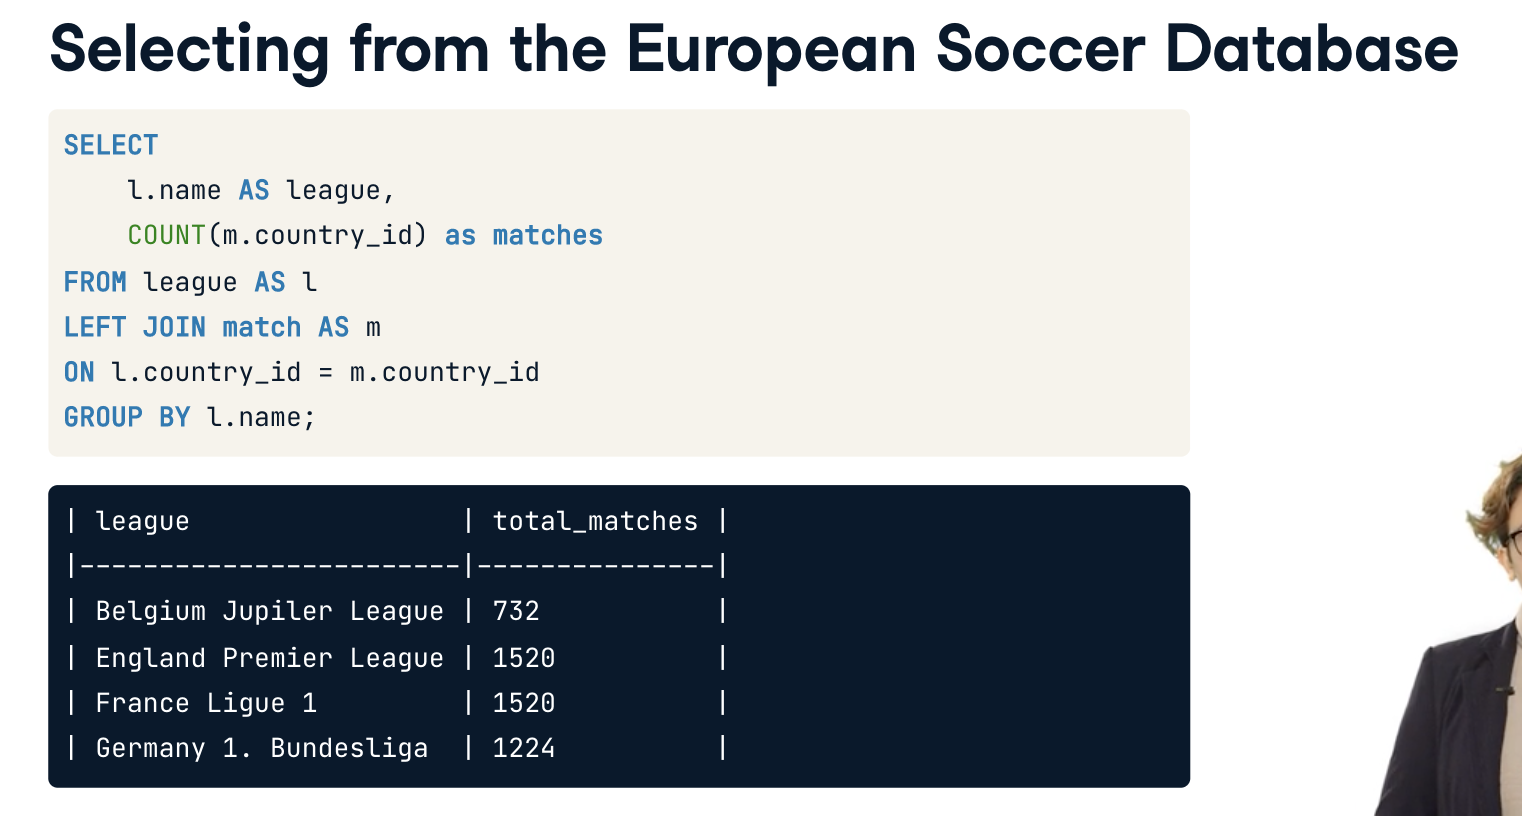 Selecting from the European Soccer Database
SELECT
    l.name AS league,
    COUNT(m.country_id) as matches
FROM league AS l
LEFT JOIN match AS m
ON l.country_id = m.country_id
GROUP BY l.name;
| league                 | total_matches |
|------------------------|---------------|
| Belgium Jupiler League | 732           |
| England Premier League | 1520          |
| France Ligue 1         | 1520          |
| Germany 1. Bundesliga  | 1224          |